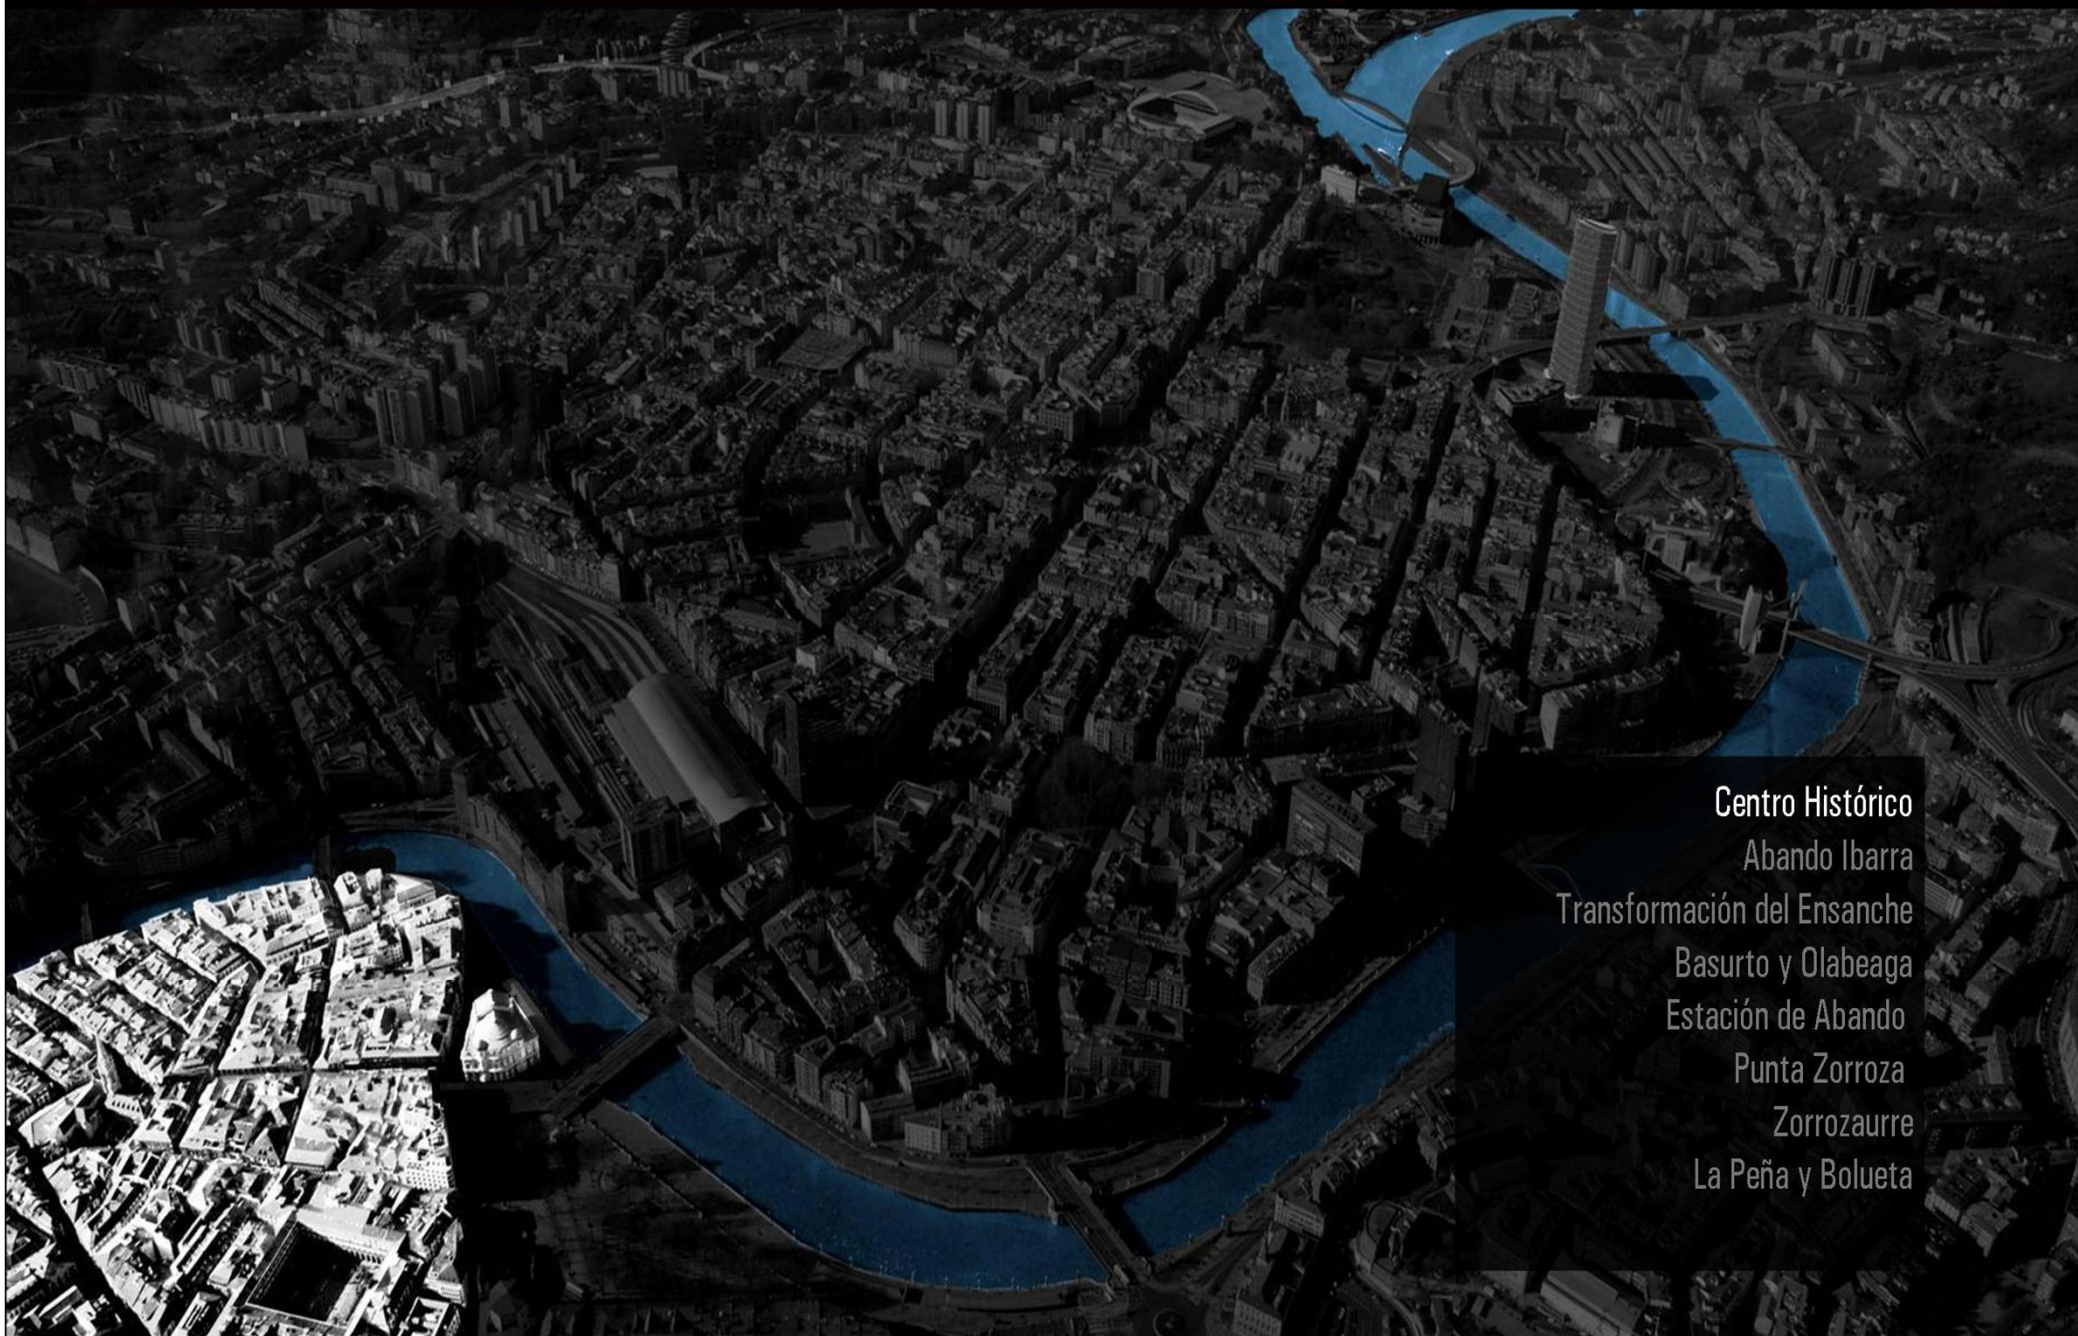 Centro Histórico
Abando Ibarra
Transformación del Ensanche
Basurto y Olabeaga
Estación de Abando
Punta Zorroza
Zorrozaurre
La Peña y Bolueta